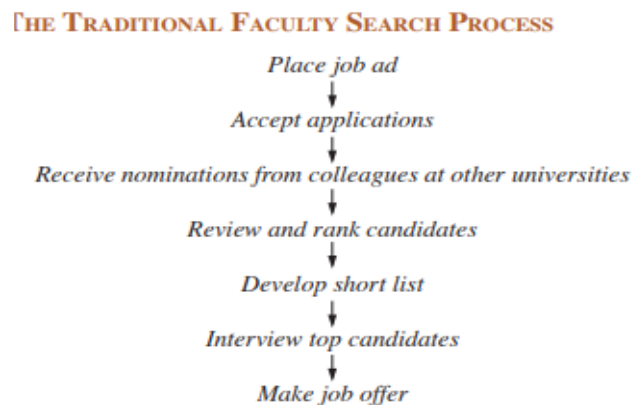 THE TRADITIONAL FACULTY SEARCH PROCESS
Place job ad
Accept applications
Receive nominations from colleagues at other universities
Review and rank candidates
Develop short list
Interview top candidates
Make job offer